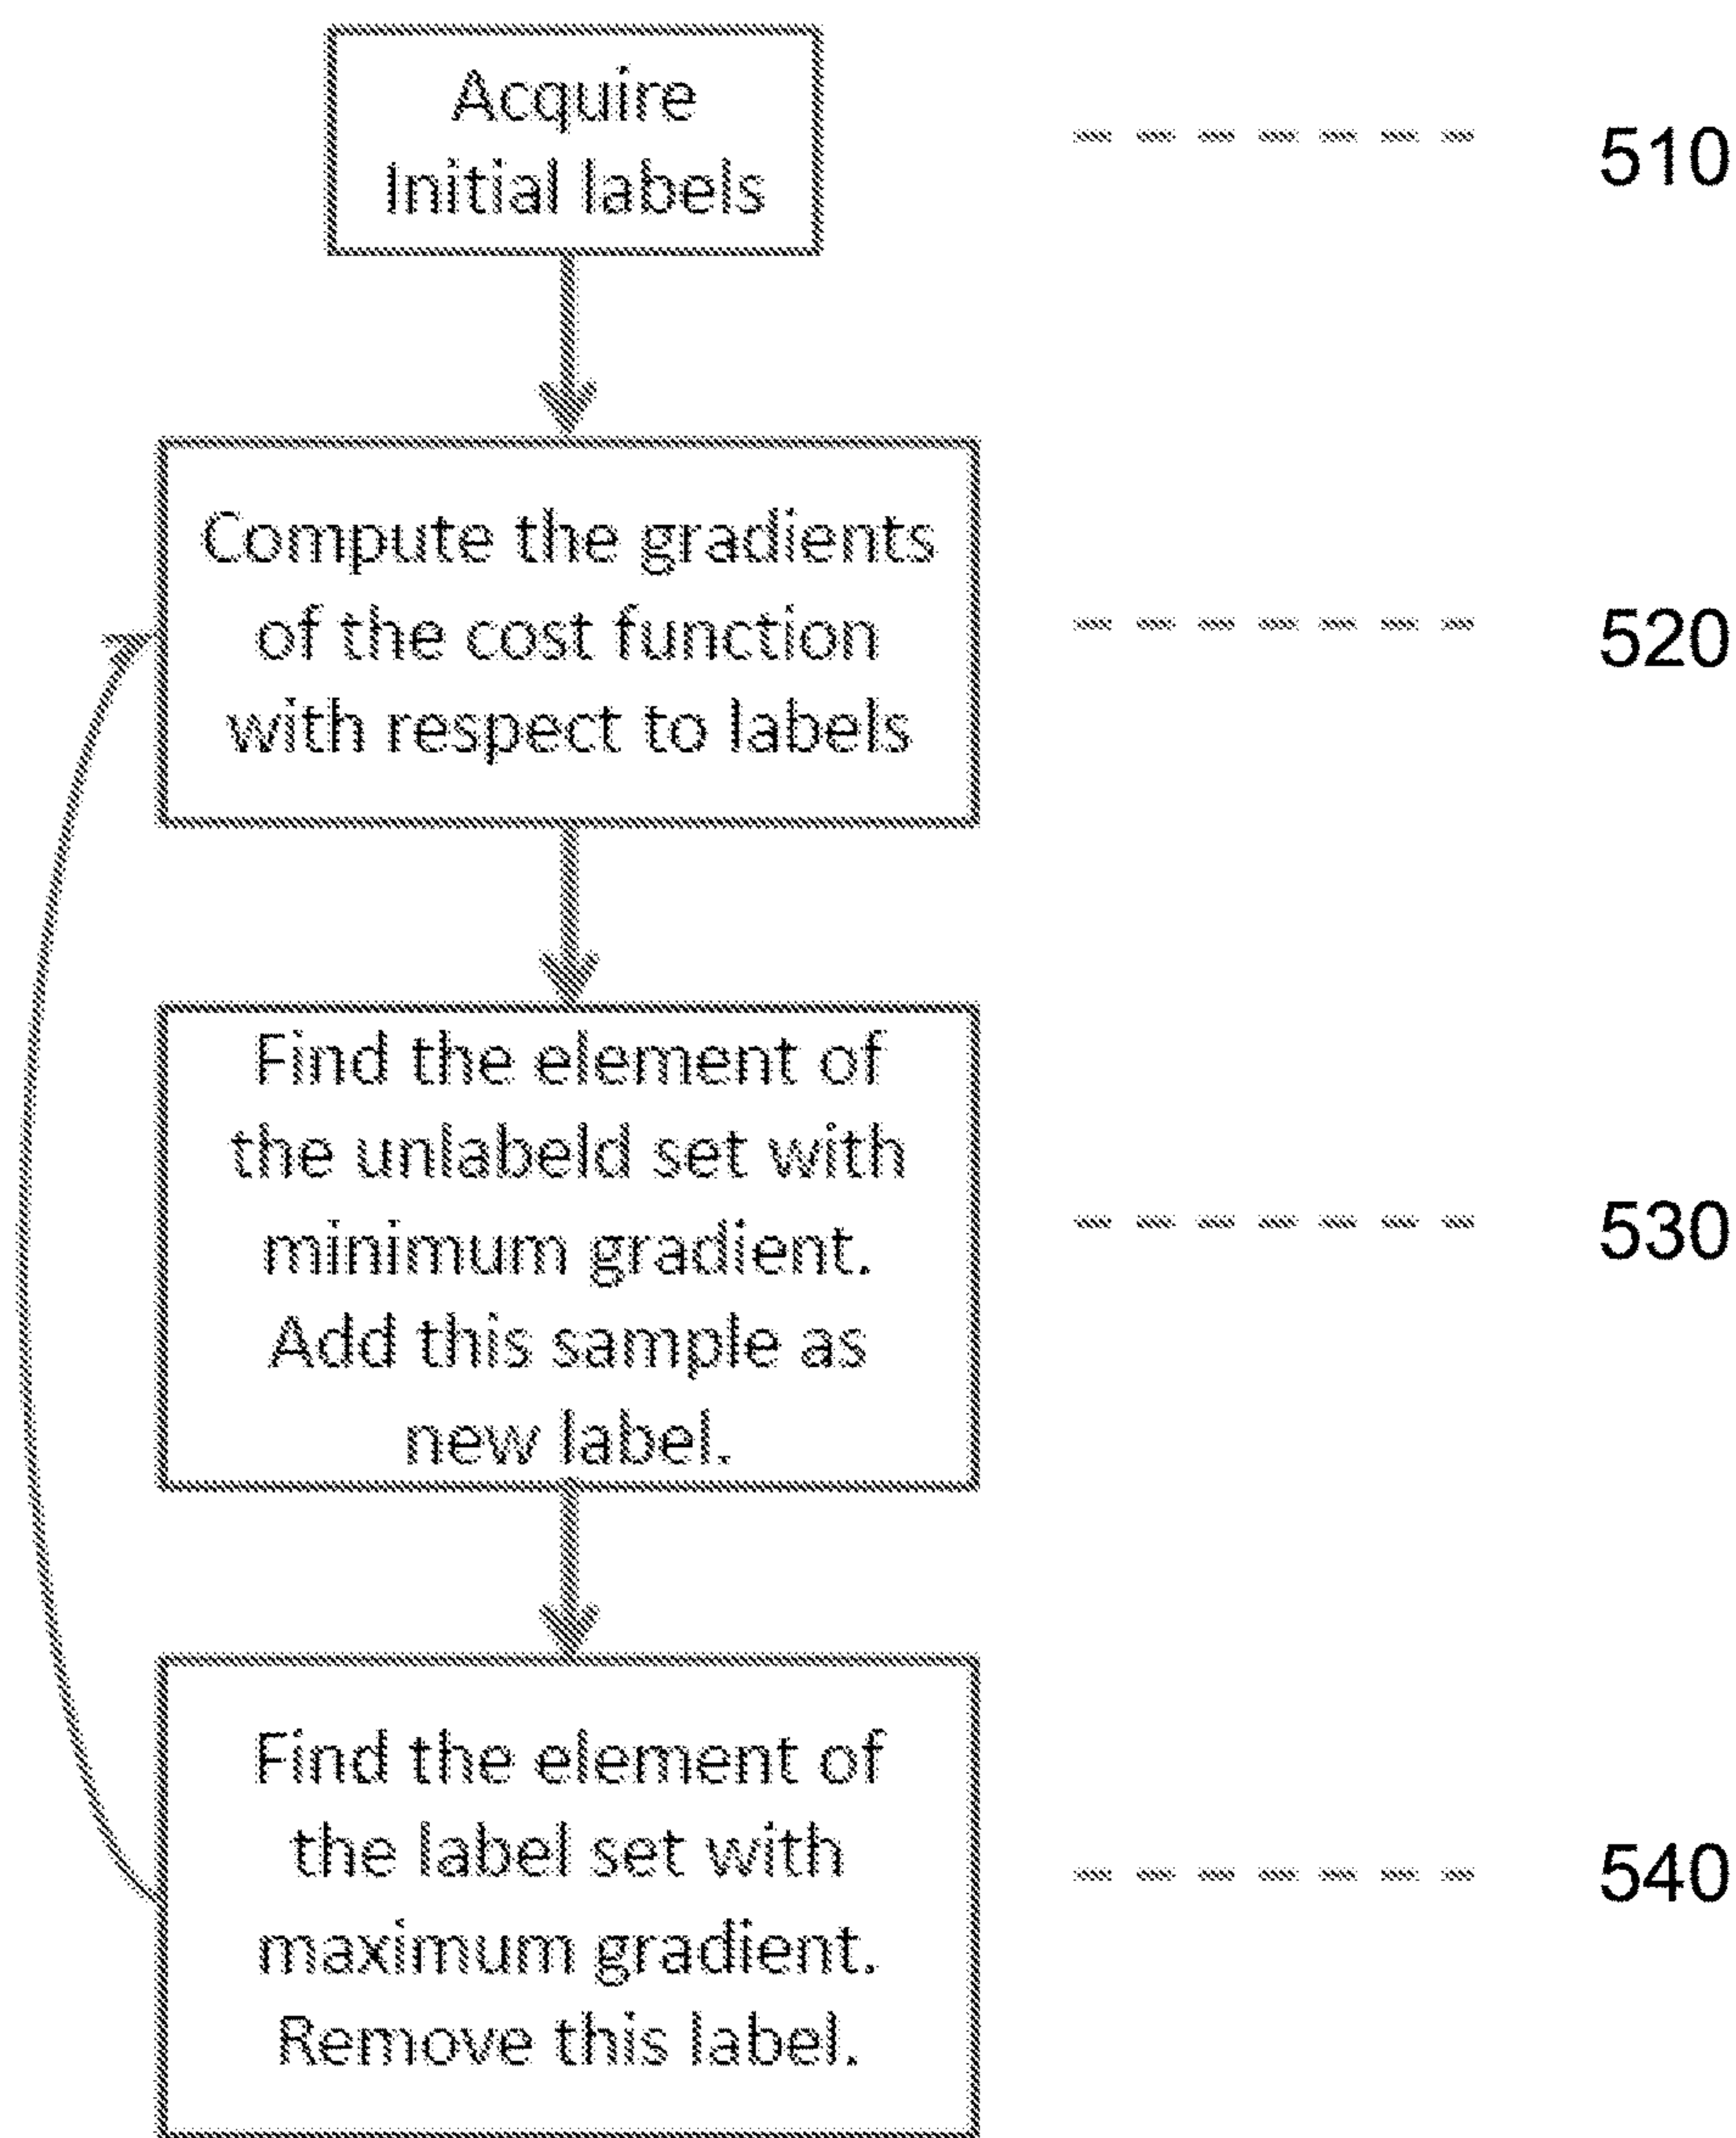 Acquire
Initial labels
510
Compute the gradients
of the cost function
with respect to labels
520
Find the element of
the unlabeld set with
minimum gradient.
Add this sample as
new label.
530
Find the element of
the label set with
maximum gradient.
Remove this label.
540